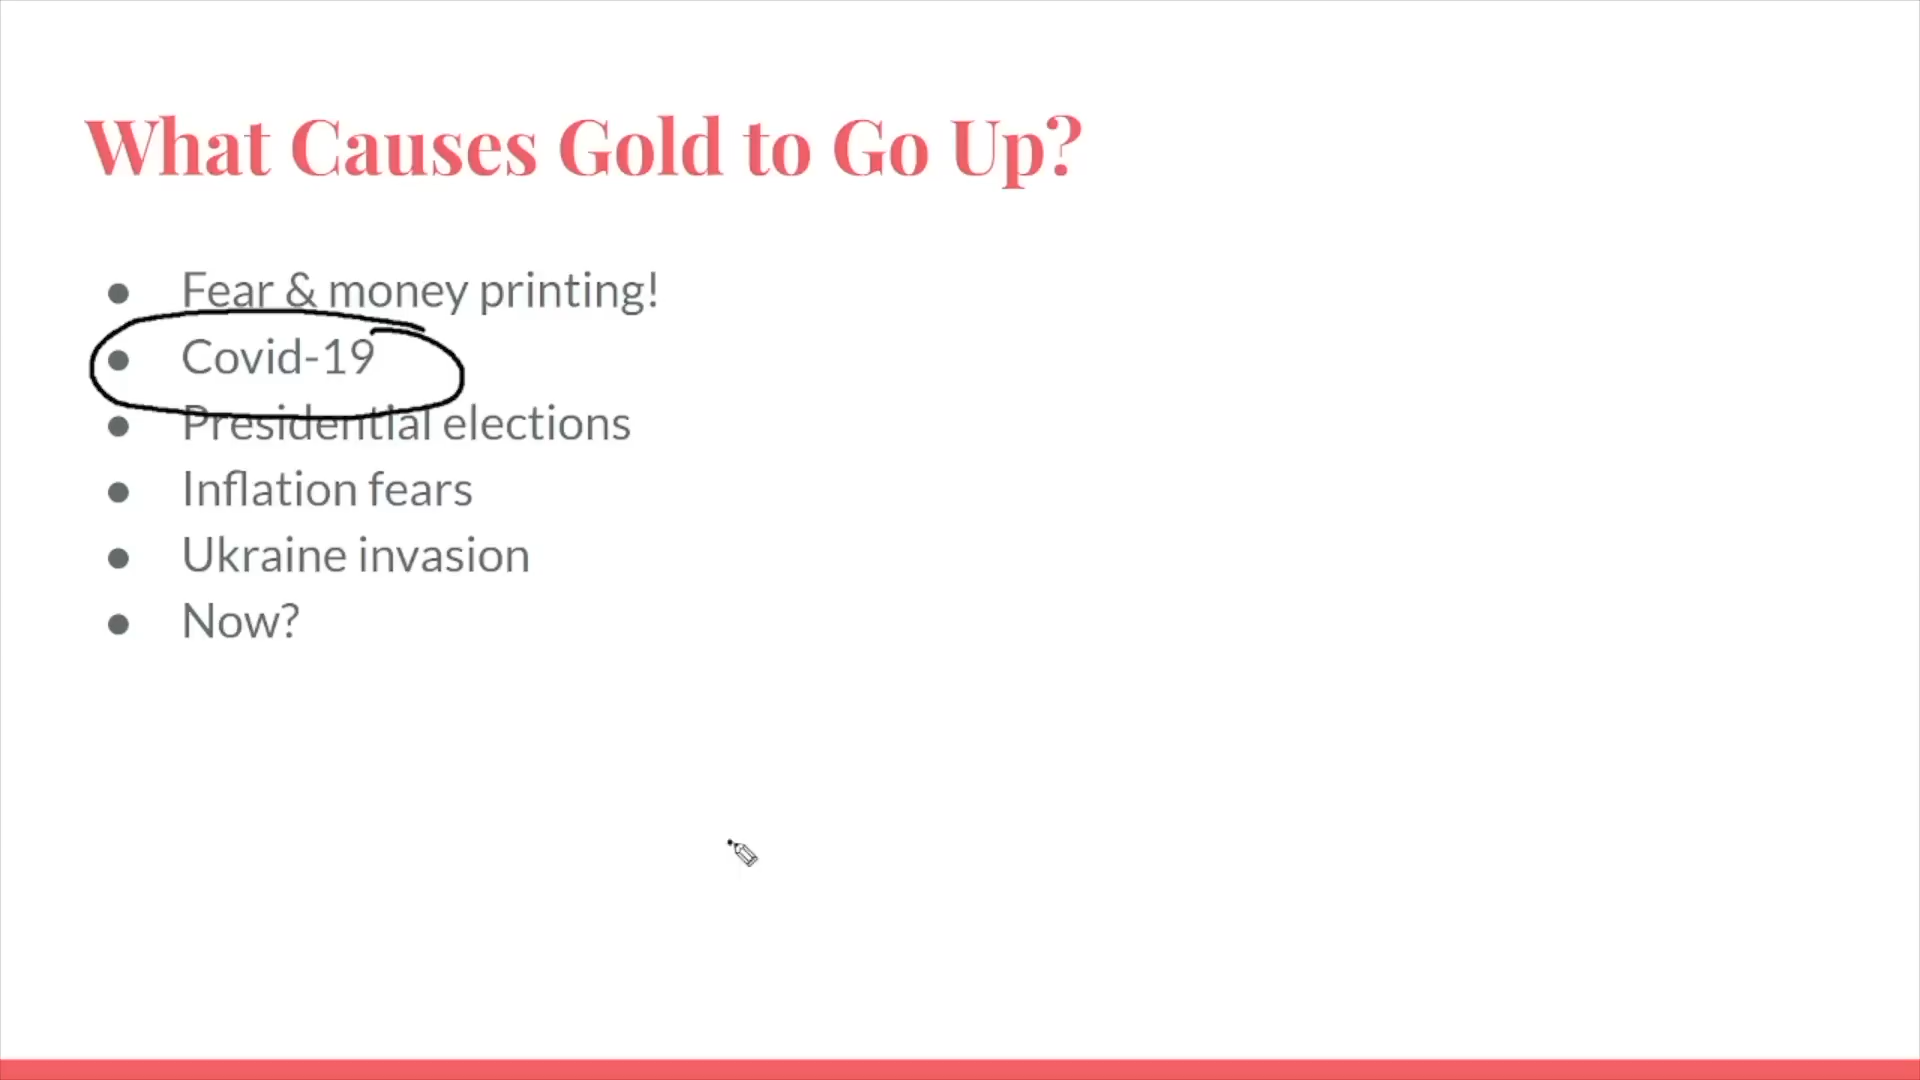 What Causes Gold to Go Up?
● Fear & money printing!
● Covid-19
● Presidential elections
● Inflation fears
● Ukraine invasion
● Now?